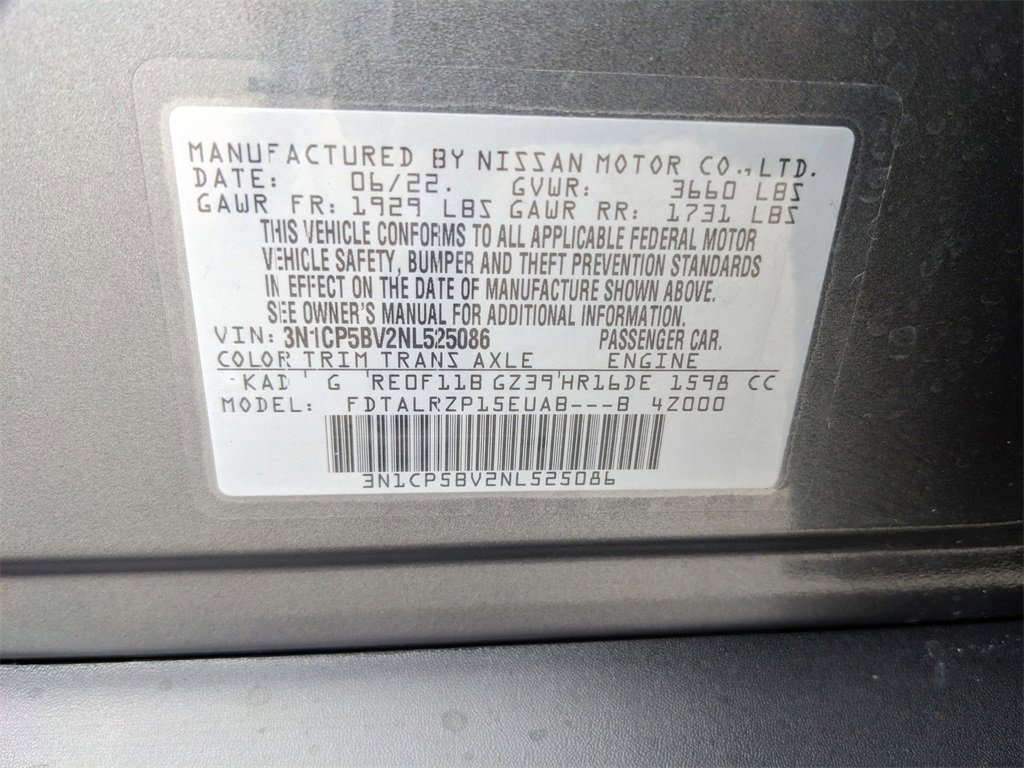 MANUFACTURED BY NISSAN MOTOR CO.,LTD.
DATE: 06/22. GVWR: 3660 LBS
GAWR FR: 1929 LBS GAWR RR: 1731 LBS
THIS VEHICLE CONFORMS TO ALL APPLICABLE FEDERAL MOTOR
VEHICLE SAFETY, BUMPER AND THEFT PREVENTION STANDARDS
IN EFFECT ON THE DATE OF MANUFACTURE SHOWN ABOVE.
SEE OWNER'S MANUAL FOR ADDITIONAL INFORMATION.
VIN: 3N1CP5BV2NL525086 PASSENGER CAR.
COLOR TRIM TRANS AXLE ENGINE
KAD G RE0F11B GZ39 HR16DE 1598 CC
MODEL: FDTALRZP15EUAB---B 4Z000
3N1CP5BV2NL525086